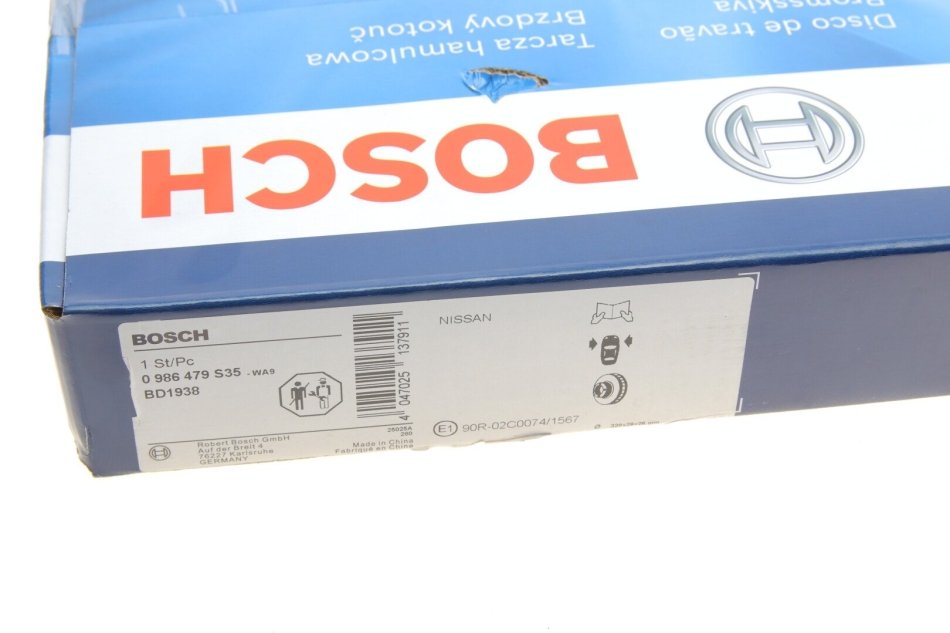 Disco de travão
Bromsskiva
Tarcza hamulcowa
Brzdový kotouč
BOSCH
BOSCH
1 St/Pc
0 986 479 S35 - WA9
BD1938
4 047025 137911
NISSAN
E1 90R-02C0074/1567
Robert Bosch GmbH
Auf der Breit 4
76227 Karlsruhe
GERMANY
Made in China
Fabriqué en Chine